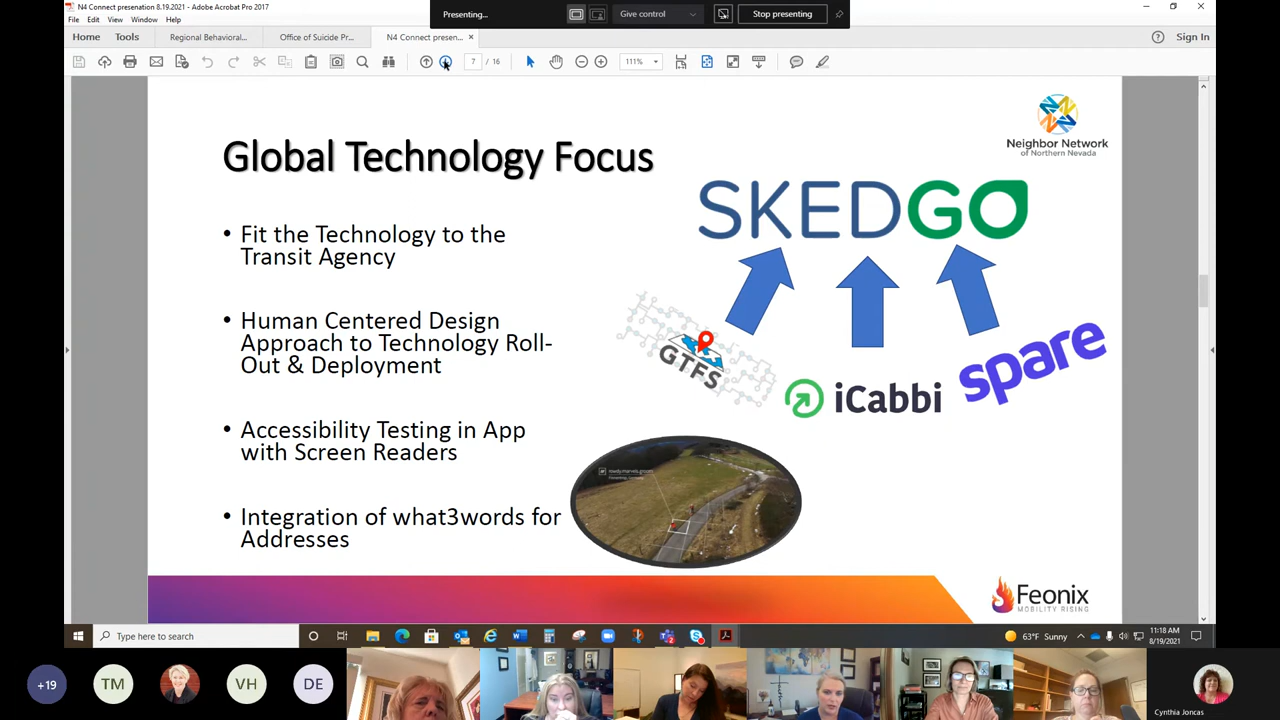 N4 Connect presenation 8.19.2021 - Adobe Acrobat Pro 2017
Presenting...
Give control
Stop presenting
File Edit View Window Help
Home Tools Regional Behavioral... Office of Suicide Pr... N4 Connect presen... ×
Sign In
7 / 16
111%
Neighbor Network
of Northern Nevada
Global Technology Focus
SKEDGO
• Fit the Technology to the
Transit Agency
• Human Centered Design
Approach to Technology Roll-
Out & Deployment
GTFS
iCabbi
spare
• Accessibility Testing in App
with Screen Readers
• Integration of what3words for
Addresses
Feonix
MOBILITY RISING
Type here to search
63°F Sunny
11:18 AM
8/19/2021
+19
TM
VH
DE
Cynthia Joncas